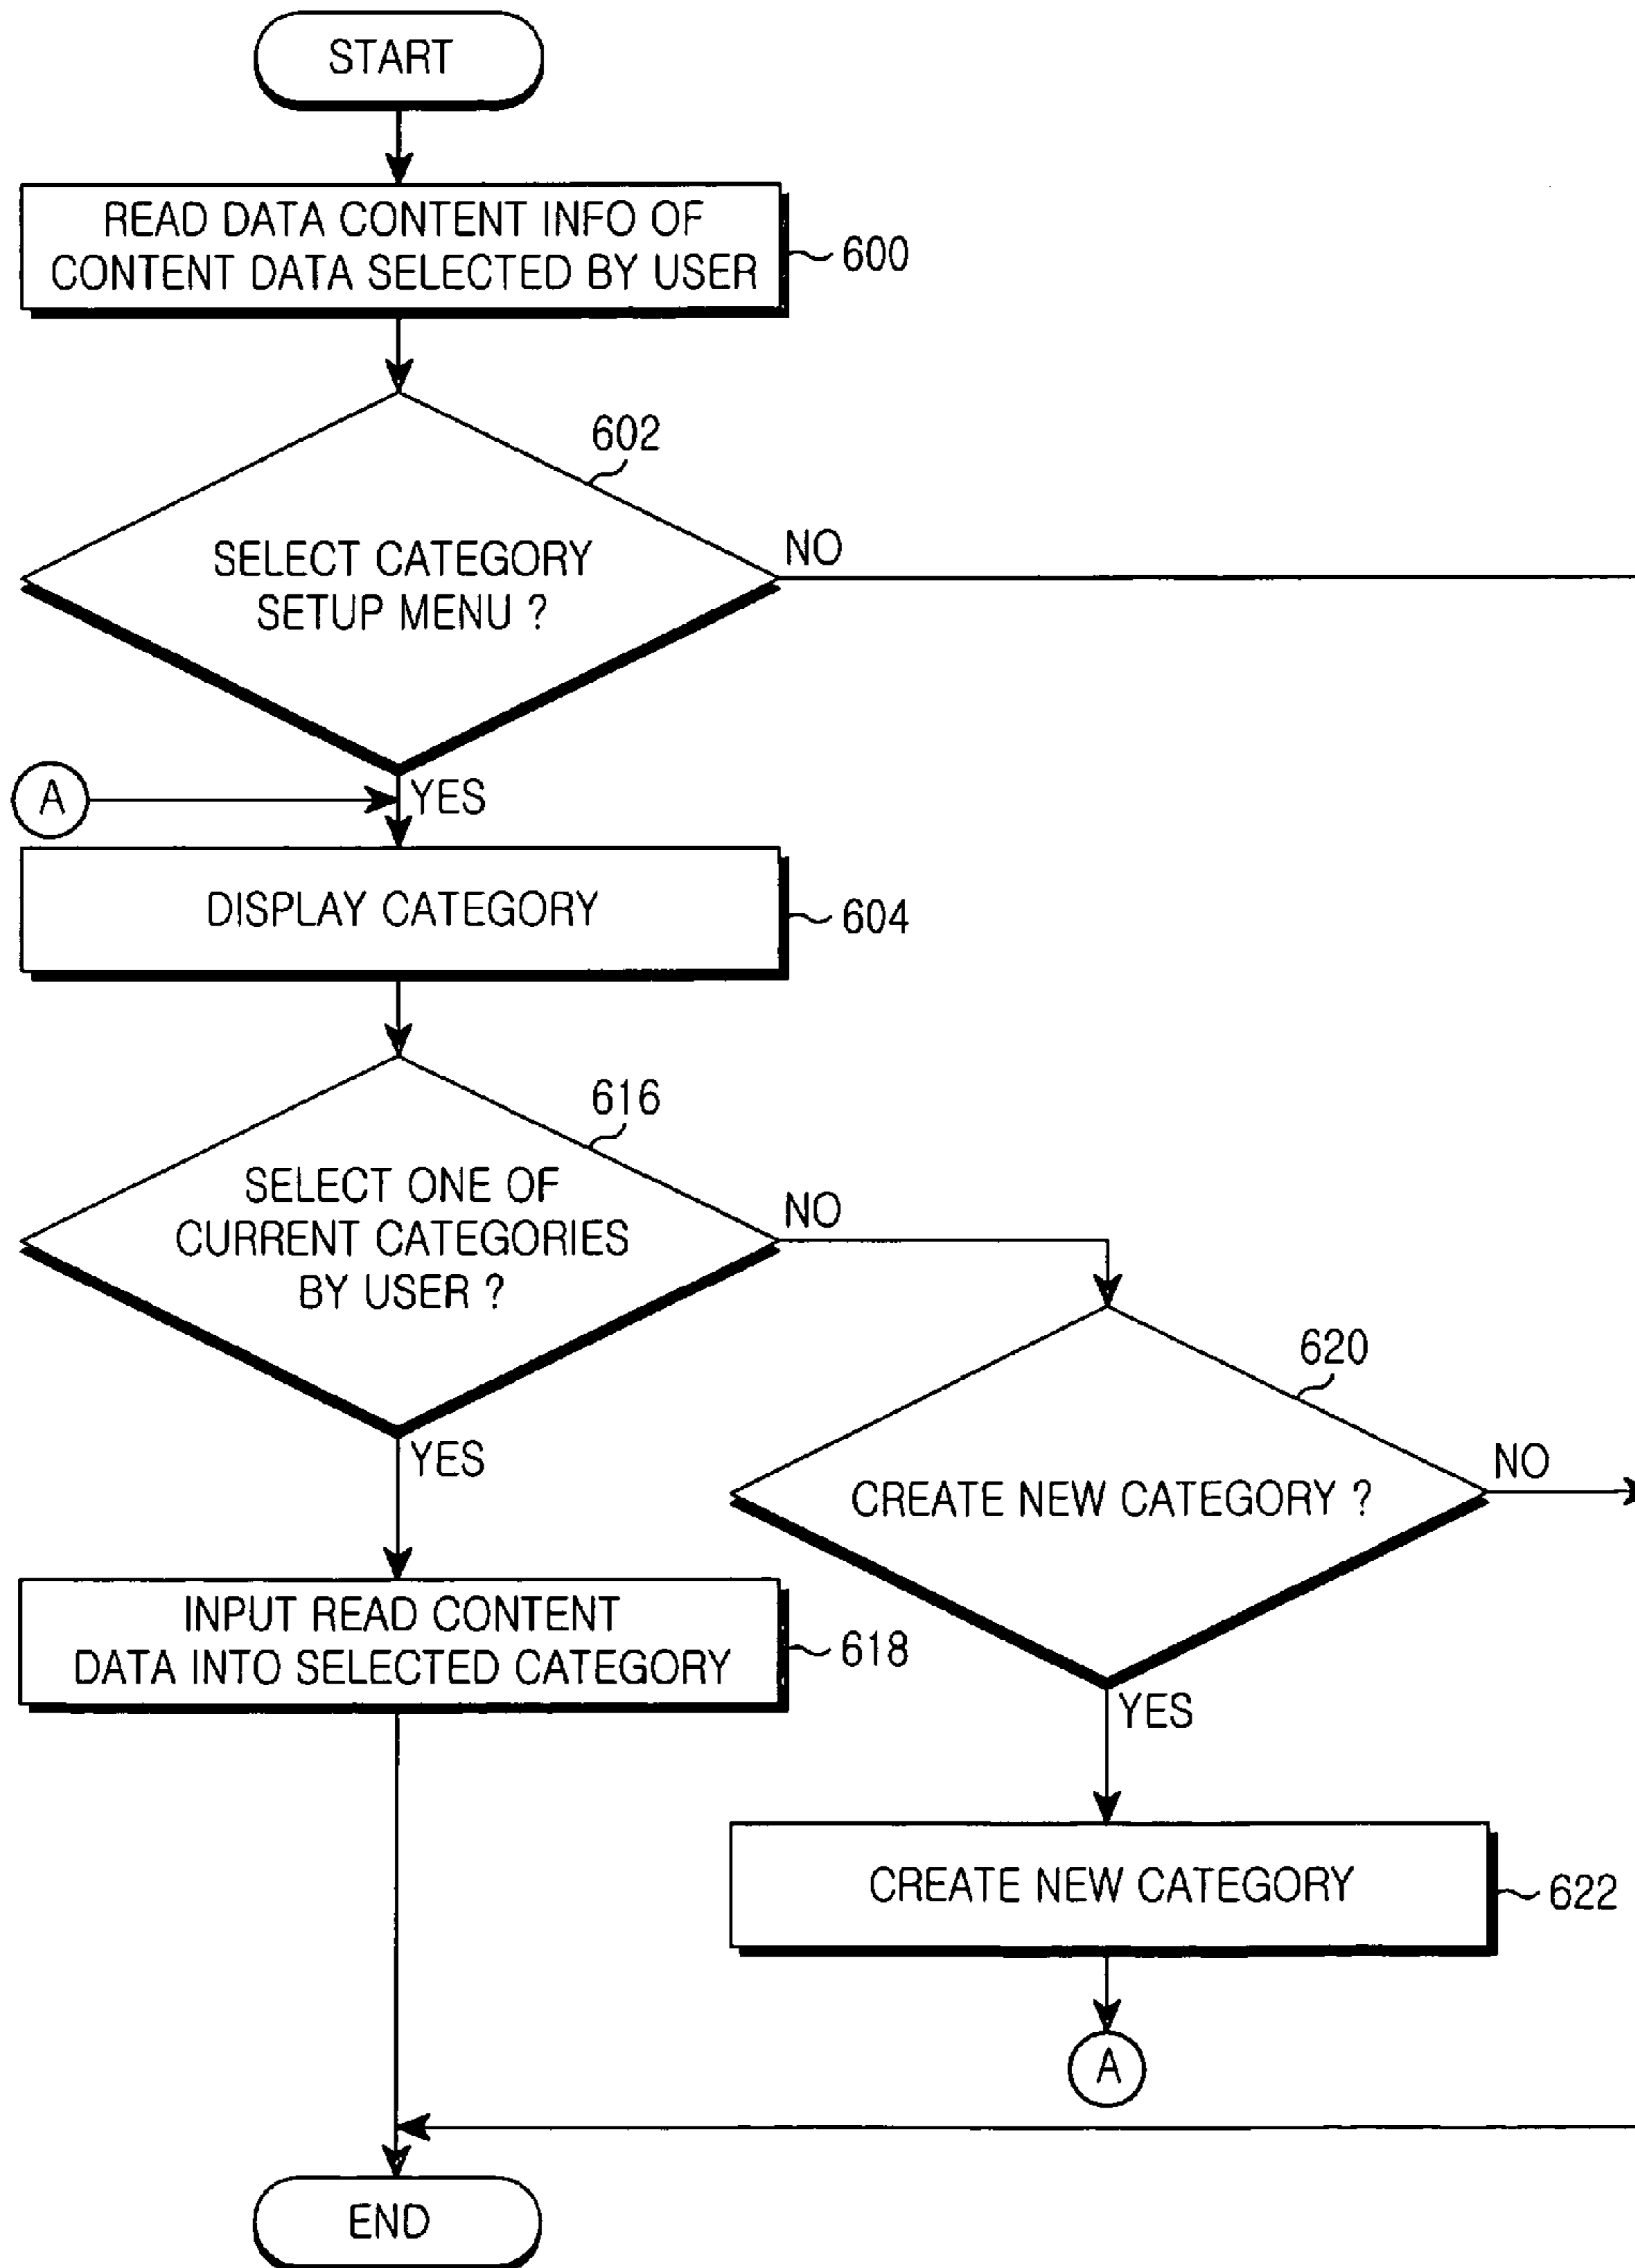 START
READ DATA CONTENT INFO OF
CONTENT DATA SELECTED BY USER
600
602
SELECT CATEGORY
SETUP MENU ?
NO
A
YES
DISPLAY CATEGORY
604
616
SELECT ONE OF
CURRENT CATEGORIES
BY USER ?
NO
620
YES
CREATE NEW CATEGORY ?
NO
INPUT READ CONTENT
DATA INTO SELECTED CATEGORY
618
YES
CREATE NEW CATEGORY
622
A
END